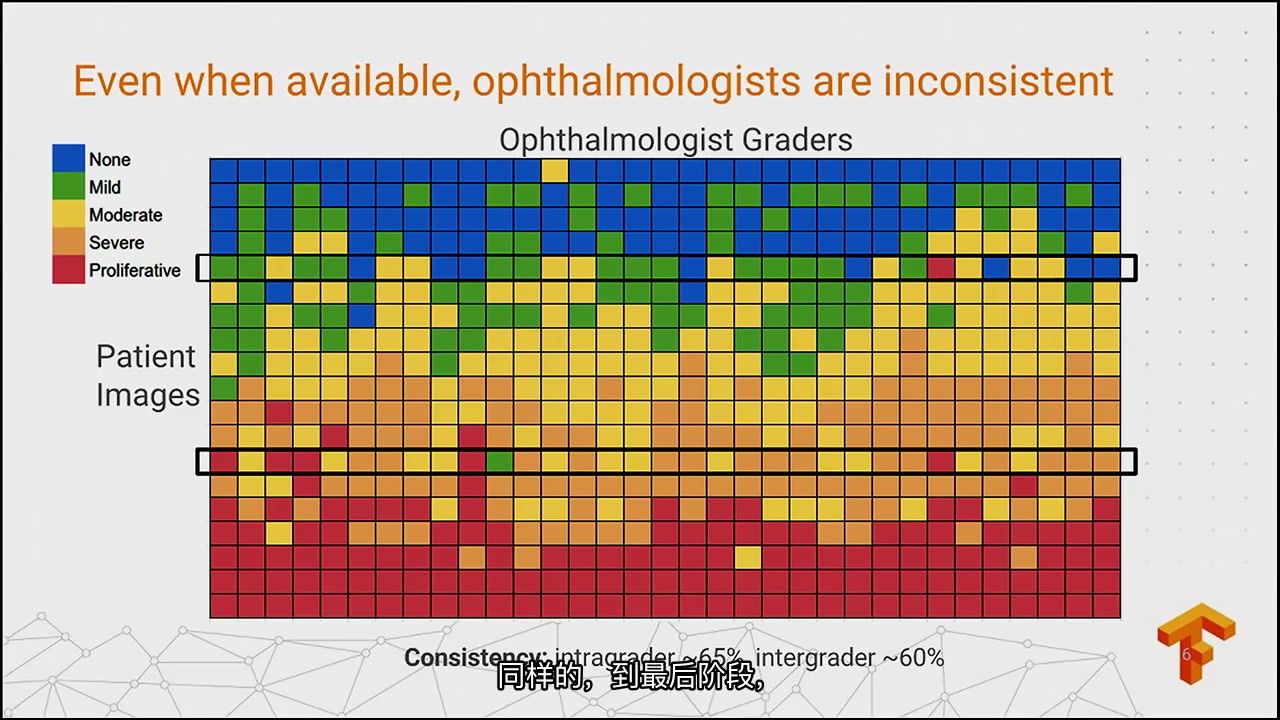 Even when available, ophthalmologists are inconsistent
Ophthalmologist Graders
None
Mild
Moderate
Severe
Proliferative
Patient
Images
Consistency: intragrader ~65%, intergrader ~60%
同样的，到最后阶段，
6